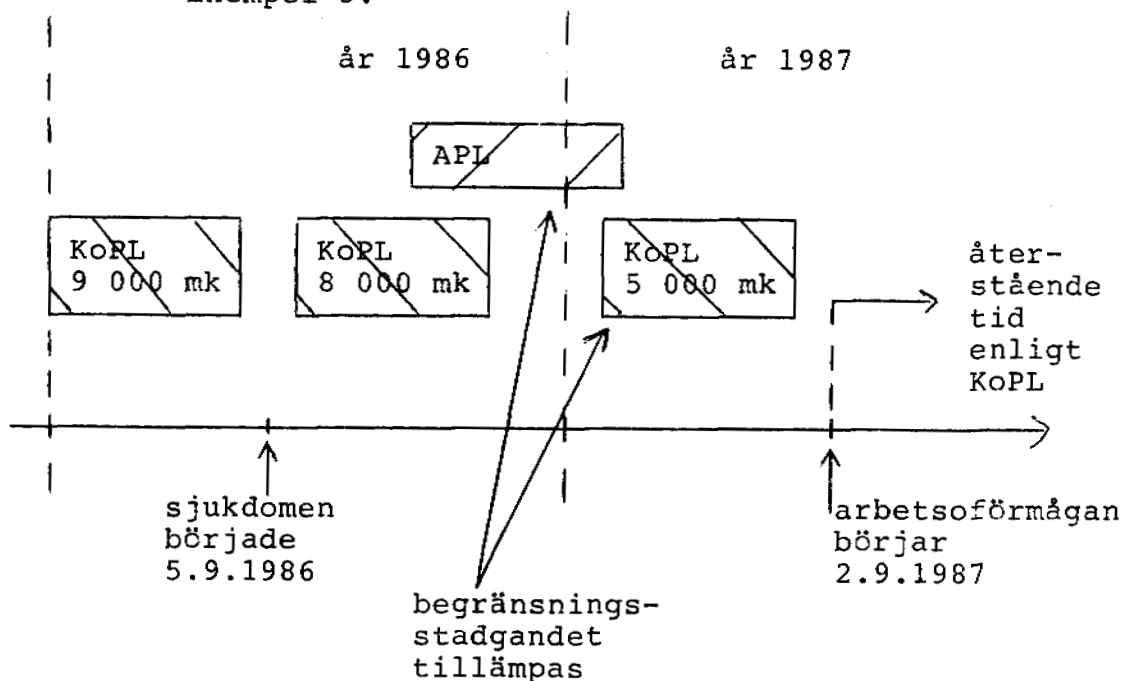 år 1986
år 1987
APL
KoPL
9 000 mk
KoPL
8 000 mk
KoPL
5 000 mk
åter-
stående
tid
enligt
KoPL
sjukdomen
började
5.9.1986
arbetsoförmågan
börjar
2.9.1987
begränsnings-
stadgandet
tillämpas